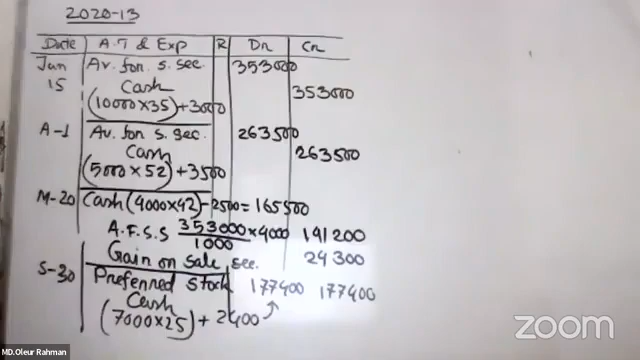 2020-13
Date A.T & Exp R Dr Cr
Jan Av. for. s. sec. 353000
15 Cash 353000
(10000×35)+3000
A-1 Av. for s. sec. 263500
Cash 263500
(5000×52)+3500
M-20 Cash (4000×42)-2500=165500
A.F.S.S 353000/1000 ×4000 141200
Gain on sale sec. 24300
S-30 Preferred stock 177400 177400
Cash
(7000×25)+2400
zoom
MD.Oleur Rahman